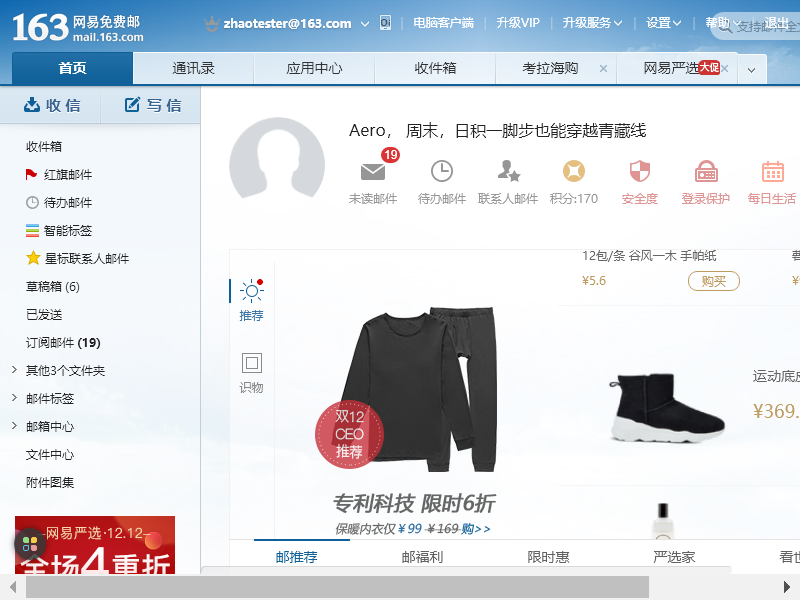 163 网易免费邮
mail.163.com
zhaotester@163.com
电脑客户端
升级VIP
升级服务
设置
帮助
退出
支持邮件全文
首页
通讯录
应用中心
收件箱
考拉海购
网易严选
大促
收信
写信
收件箱
红旗邮件
待办邮件
智能标签
星标联系人邮件
草稿箱 (6)
已发送
订阅邮件 (19)
其他3个文件夹
邮件标签
邮箱中心
文件中心
附件图集
网易严选·12.12
全场4重折
Aero， 周末，日积一脚步也能穿越青藏线
19
未读邮件
待办邮件
联系人邮件
积分:170
安全度
登录保护
每日生活
推荐
识物
双12
CEO
推荐
专利科技 限时6折
保暖内衣仅 ¥99 ¥169 购>>
12包/条 谷风一木 手帕纸
¥5.6
购买
运动底皮
¥369.
邮推荐
邮福利
限时惠
严选家
看世